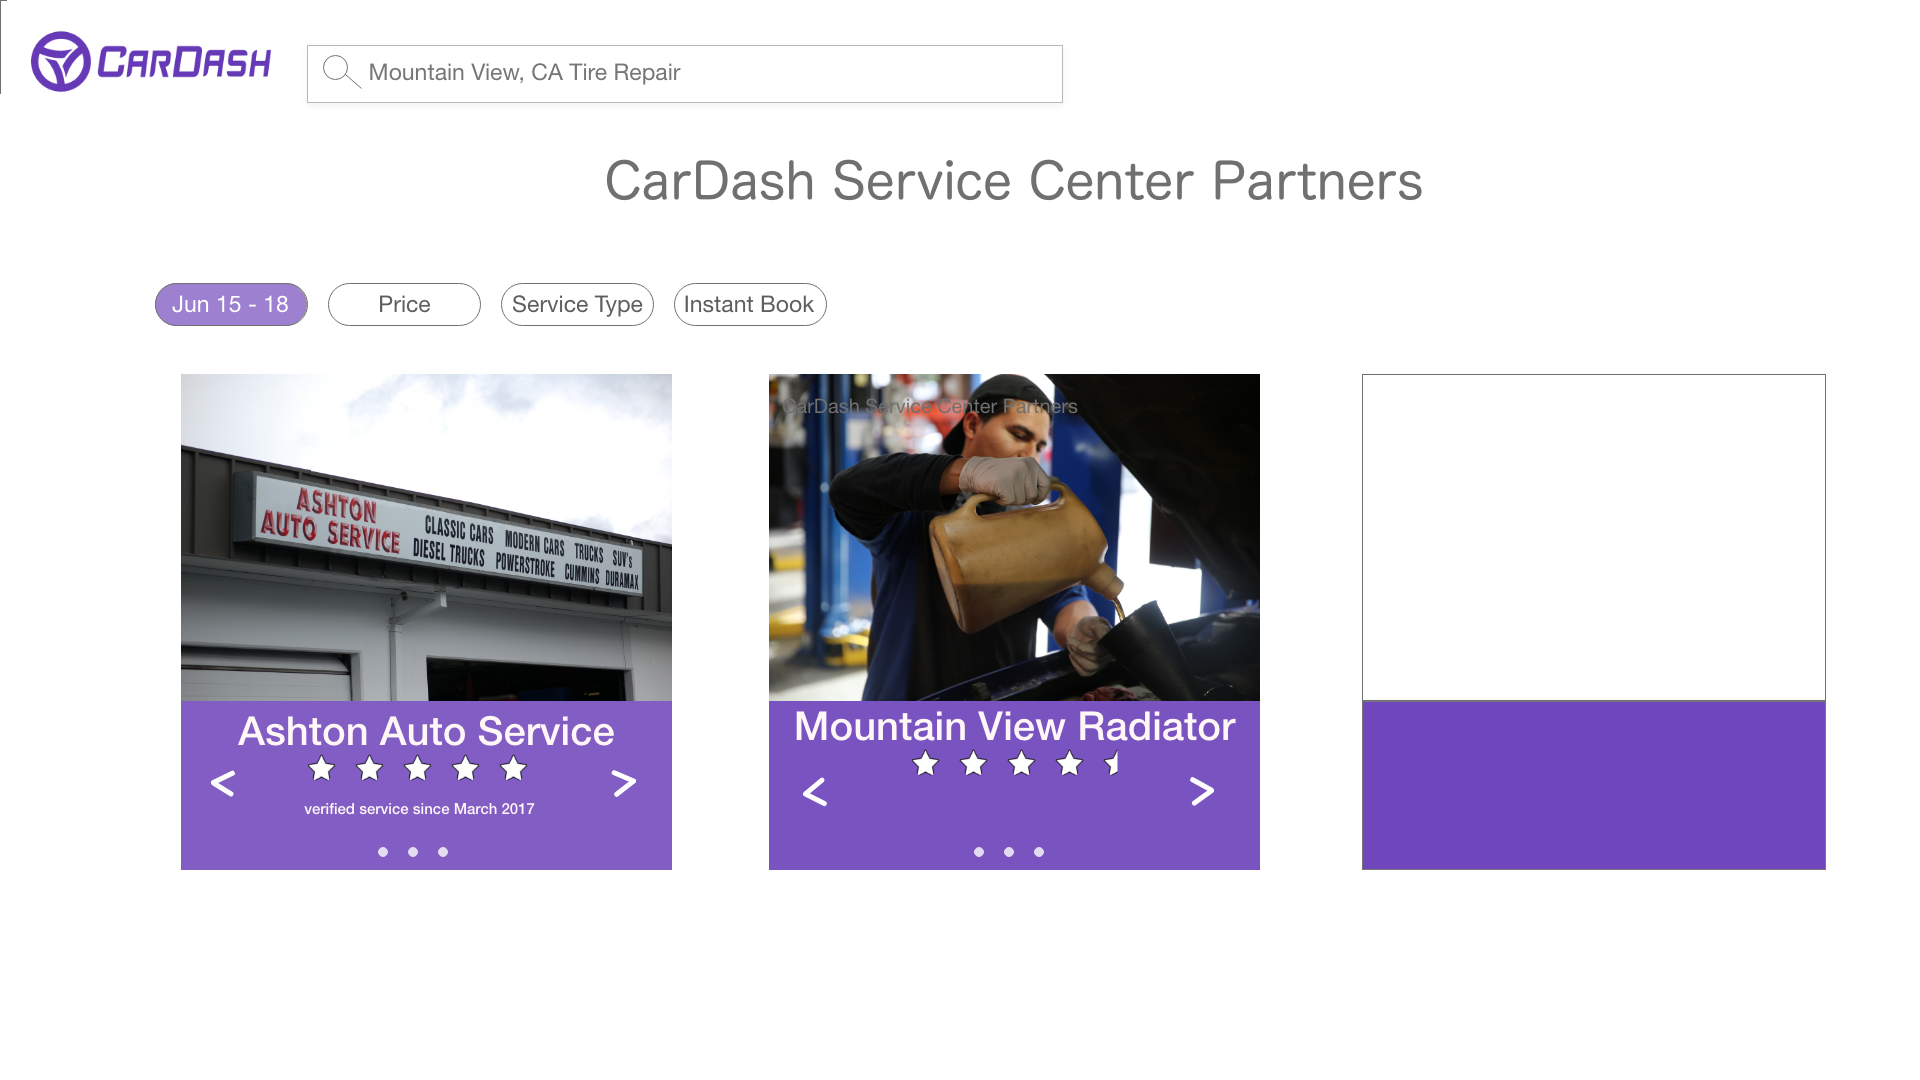 CARDASH
Mountain View, CA Tire Repair
CarDash Service Center Partners
Jun 15 - 18
Price
Service Type
Instant Book
ASHTON
AUTO SERVICE
CLASSIC CARS MODERN CARS TRUCKS SUV's
DIESEL TRUCKS POWERSTROKE CUMMINS DURAMAX
CarDash Service Center Partners
Ashton Auto Service
<
>
verified service since March 2017
Mountain View Radiator
<
>